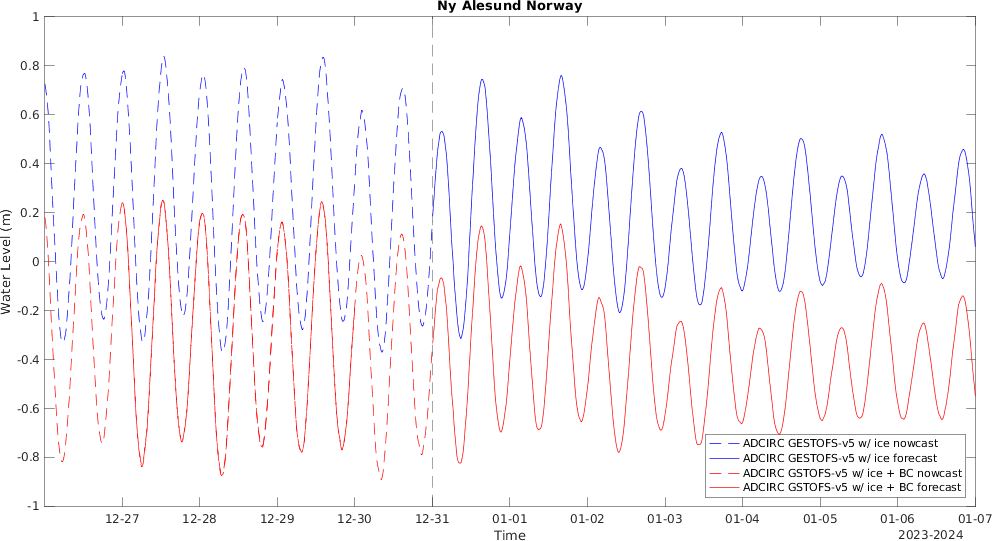 Ny Alesund Norway
1
0.8
0.6
0.4
0.2
0
-0.2
-0.4
-0.6
-0.8
-1
Water Level (m)
ADCIRC GESTOFS-v5 w/ ice nowcast
ADCIRC GESTOFS-v5 w/ ice forecast
ADCIRC GSTOFS-v5 w/ ice + BC nowcast
ADCIRC GSTOFS-v5 w/ ice + BC forecast
12-27 12-28 12-29 12-30 12-31 01-01 01-02 01-03 01-04 01-05 01-06 01-07
Time
2023-2024